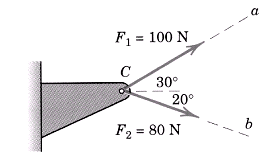 a
F₁ = 100 N
C
30°
20°
b
F₂ = 80 N